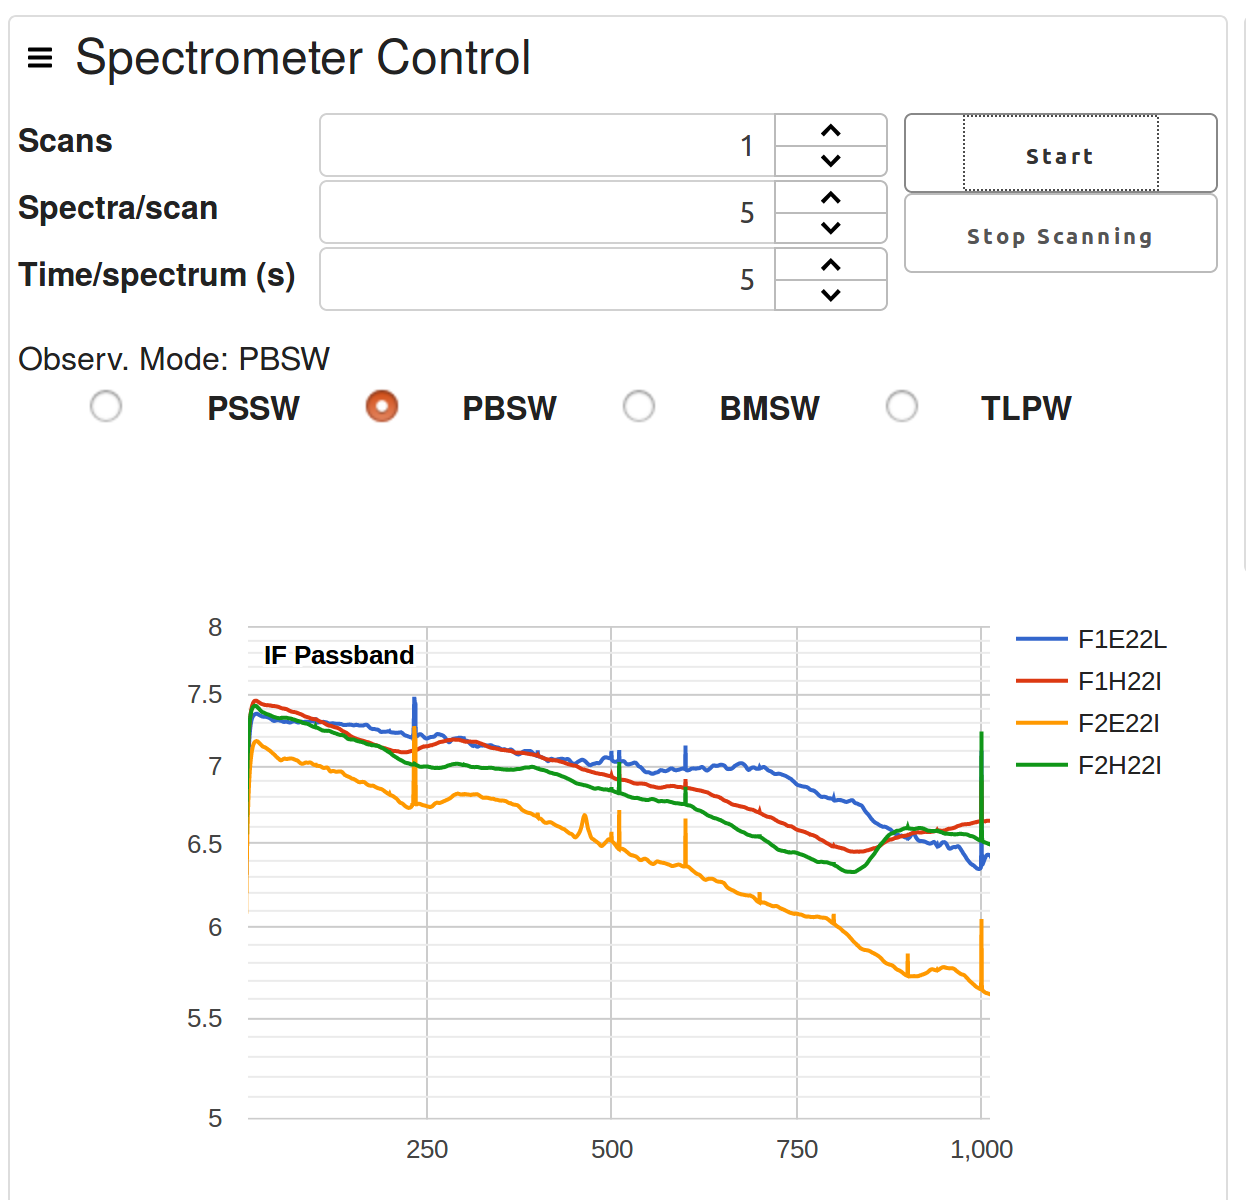 Spectrometer Control
Scans 1 Start
Spectra/scan 5 Stop Scanning
Time/spectrum (s) 5
Observ. Mode: PBSW
PSSW PBSW BMSW TLPW
IF Passband
8
7.5
7
6.5
6
5.5
5
250 500 750 1,000
F1E22L
F1H22I
F2E22I
F2H22I